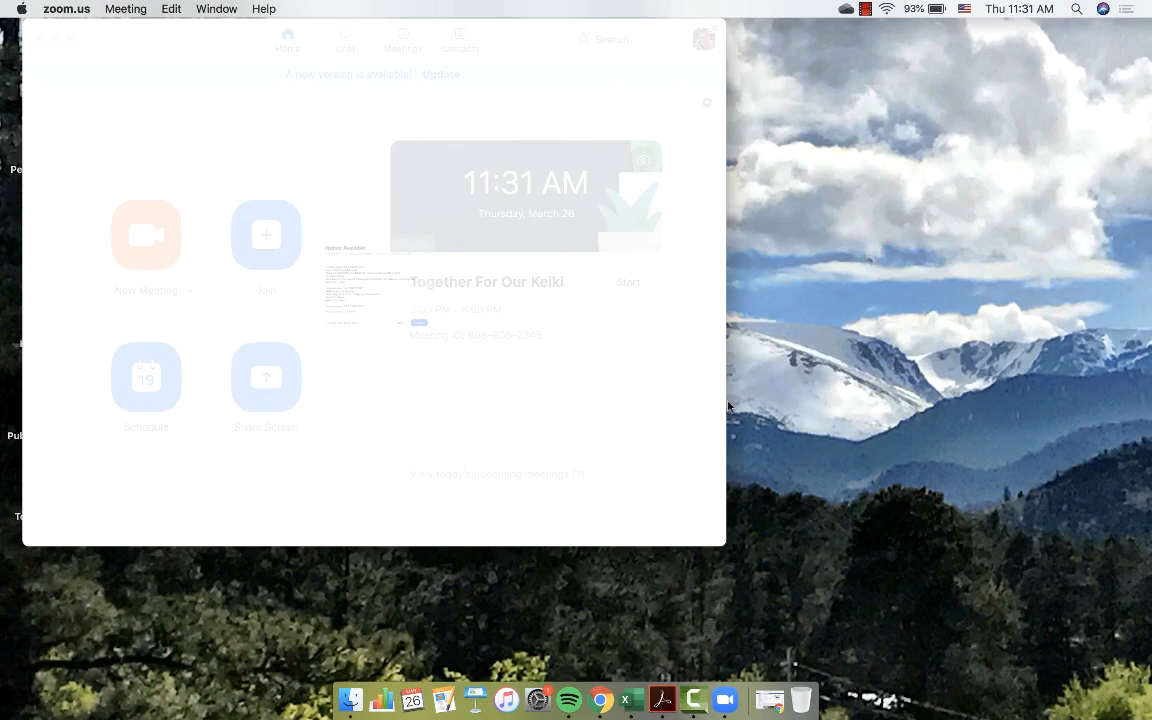 zoom.us Meeting Edit Window Help
93%
Thu 11:31 AM
Home Chat Meetings Contacts
Search
A new version is available! Update
11:31 AM
Thursday, March 26
Update Available
New Meeting
Join
Together For Our Keiki
Start
3:00 PM - 6:00 PM
Meeting ID: 808-808-2345
19
Schedule
Share Screen
View today's upcoming meetings (1)
26